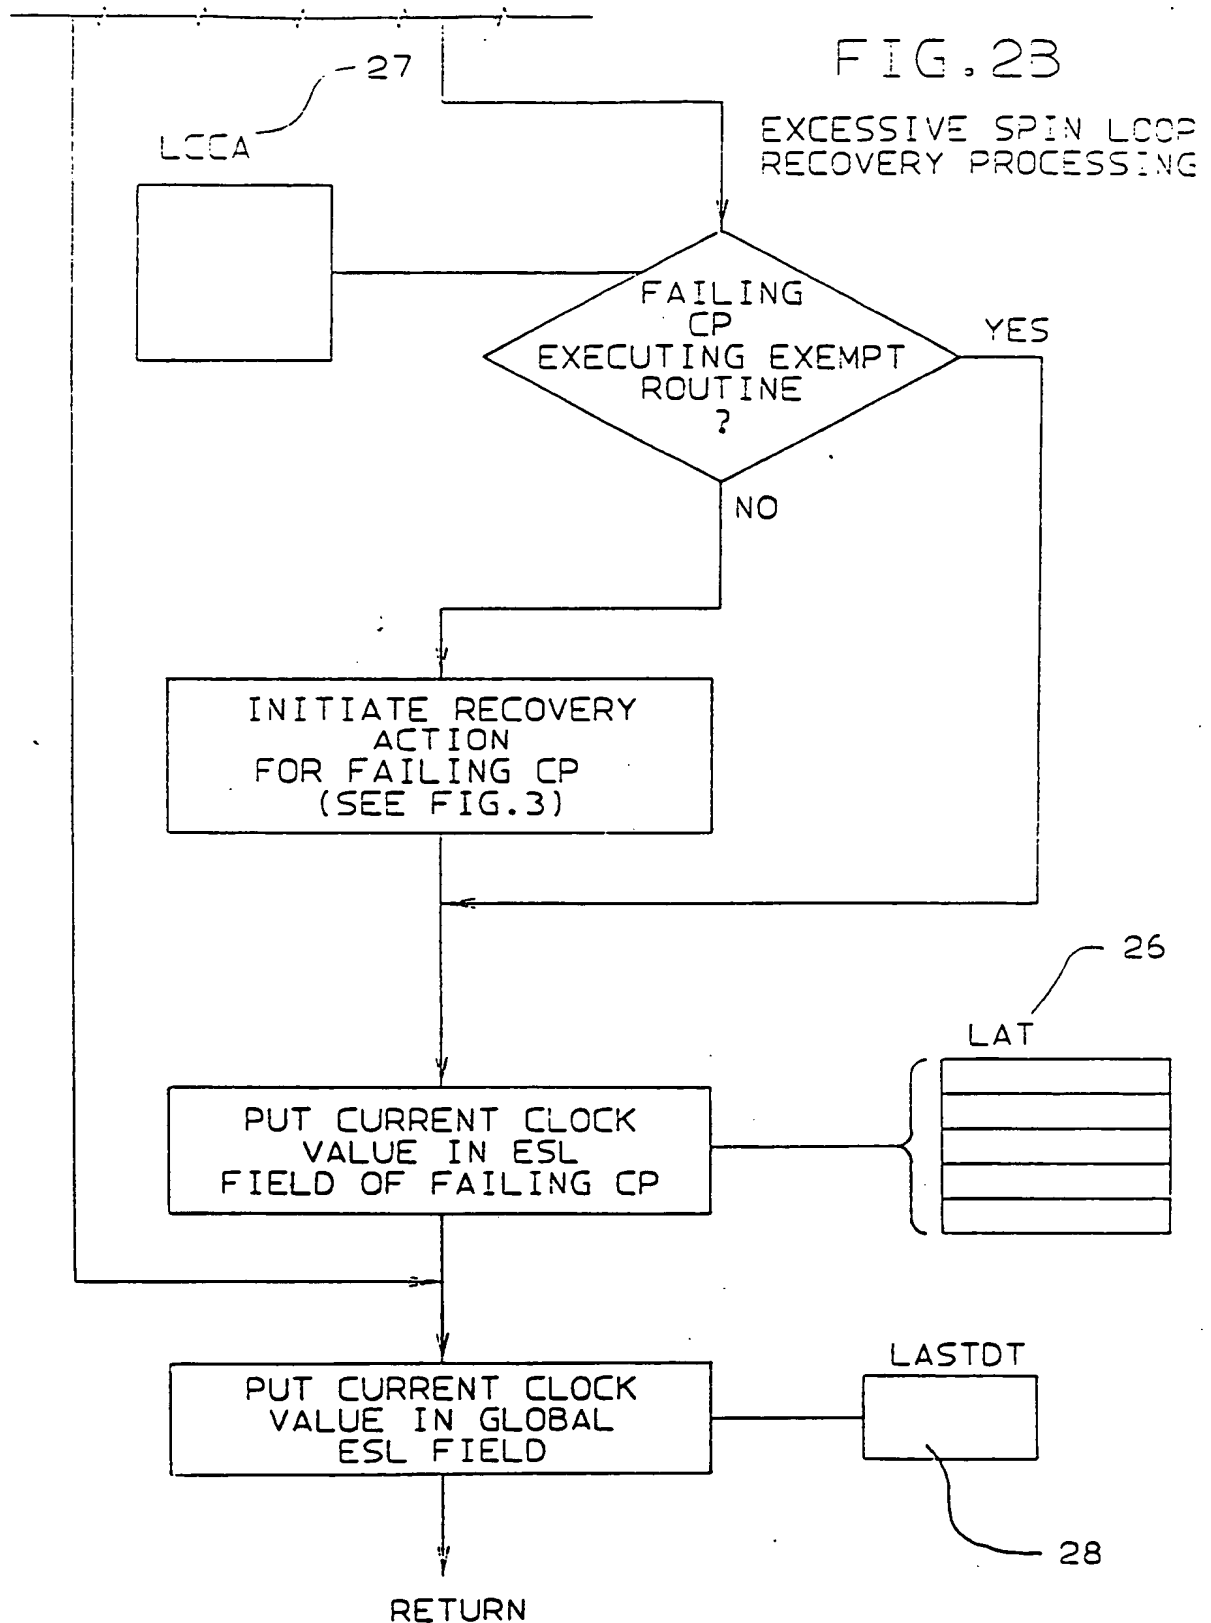 FIG.2B
EXCESSIVE SPIN LOOP
RECOVERY PROCESSING
27
LCCA
FAILING
CP
EXECUTING EXEMPT
ROUTINE
?
YES
NO
INITIATE RECOVERY
ACTION
FOR FAILING CP
(SEE FIG.3)
26
LAT
PUT CURRENT CLOCK
VALUE IN ESL
FIELD OF FAILING CP
LASTDT
PUT CURRENT CLOCK
VALUE IN GLOBAL
ESL FIELD
28
RETURN